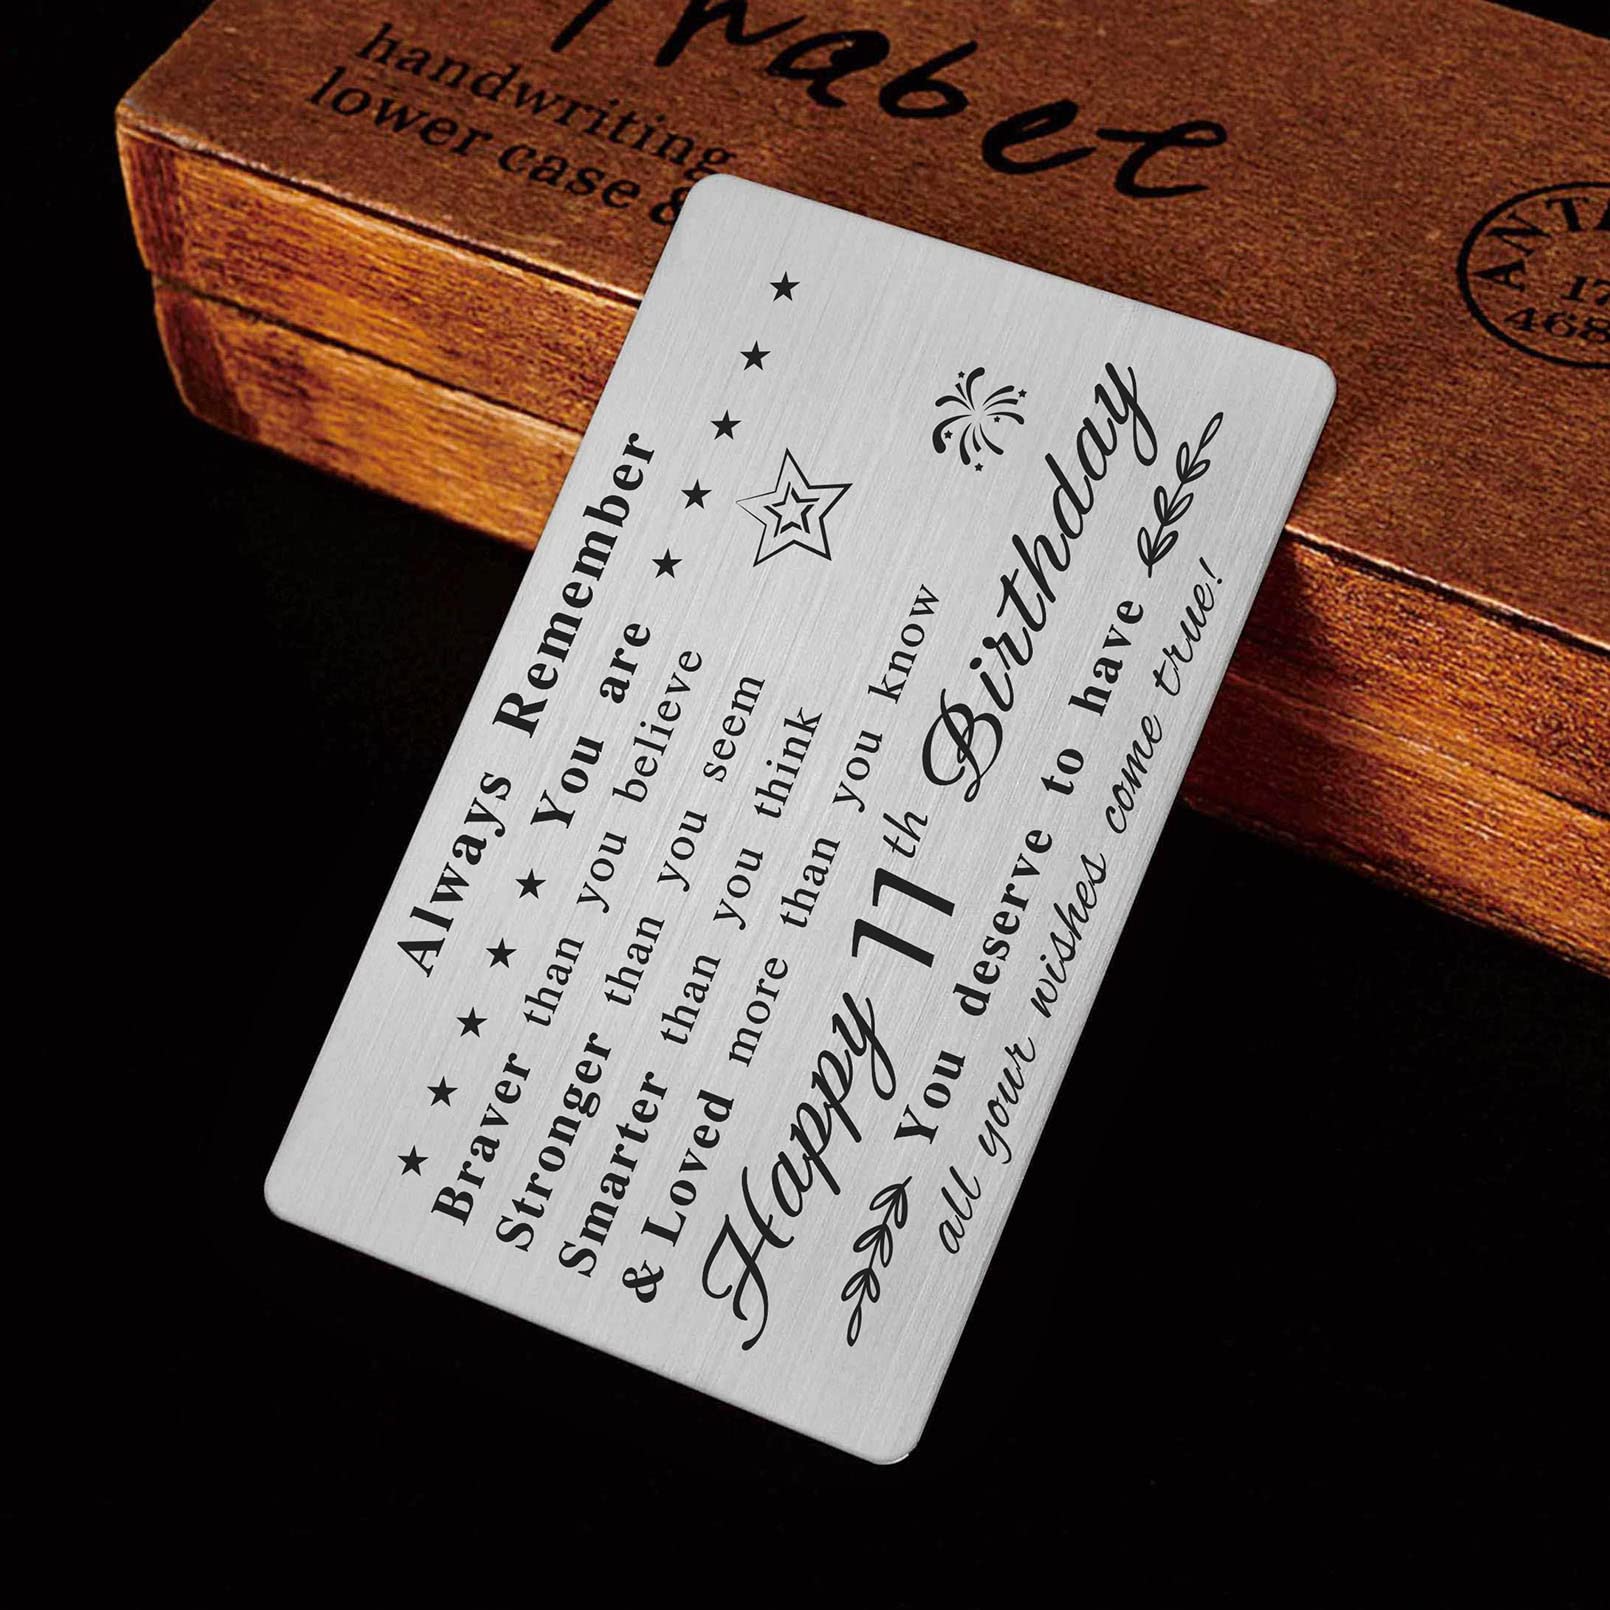 handwriting
lower case &
Always Remember
You are
Braver than you believe
Stronger than you seem
Smarter than you think
& Loved more than you know
Happy 11th Birthday
You deserve to have
all your wishes come true!